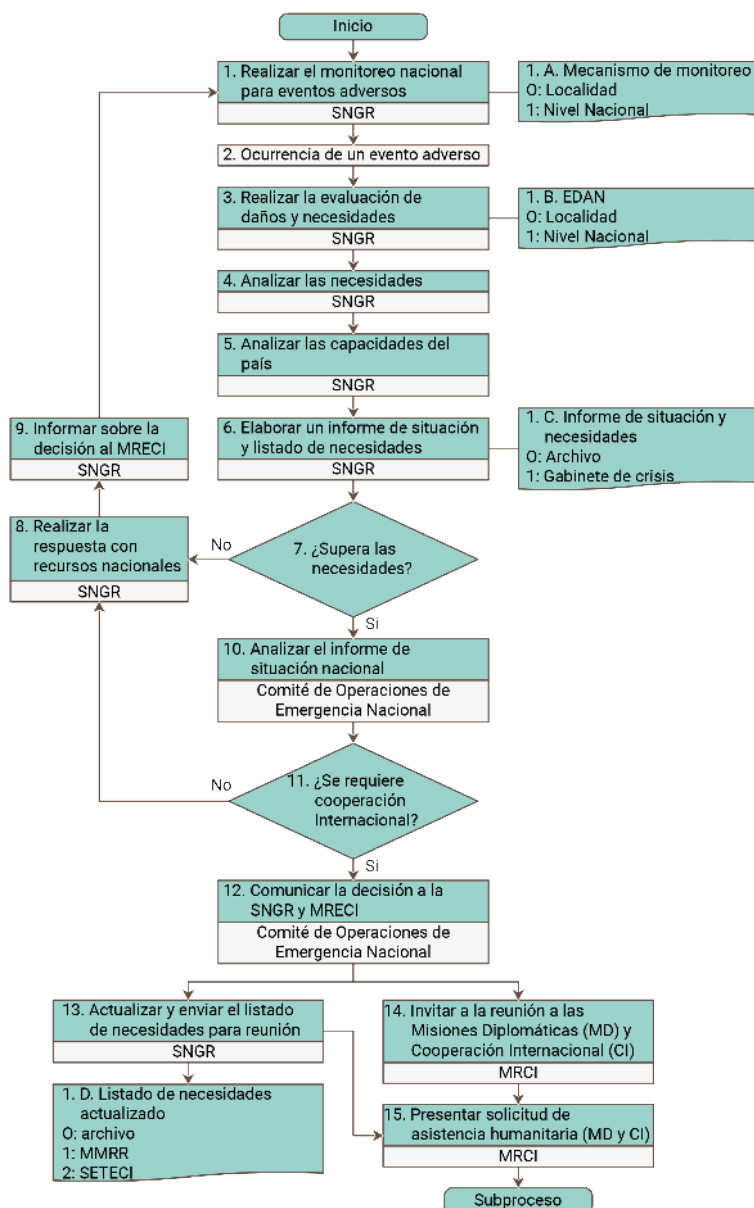 Inicio
1. Realizar el monitoreo nacional
para eventos adversos
SNGR
1. A. Mecanismo de monitoreo
O: Localidad
1: Nivel Nacional
2. Ocurrencia de un evento adverso
3. Realizar la evaluación de
daños y necesidades
SNGR
1. B. EDAN
O: Localidad
1: Nivel Nacional
4. Analizar las necesidades
SNGR
5. Analizar las capacidades del
país
SNGR
6. Elaborar un informe de situación
y listado de necesidades
SNGR
1. C. Informe de situación y
necesidades
O: Archivo
1: Gabinete de crisis
9. Informar sobre la
decisión al MRECI
SNGR
8. Realizar la
respuesta con
recursos nacionales
SNGR
No
7. ¿Supera las
necesidades?
Si
10. Analizar el informe de
situación nacional
Comité de Operaciones de
Emergencia Nacional
No
11. ¿Se requiere
cooperación
Internacional?
Si
12. Comunicar la decisión a la
SNGR y MRECI
Comité de Operaciones de
Emergencia Nacional
13. Actualizar y enviar el listado
de necesidades para reunión
SNGR
14. Invitar a la reunión a las
Misiones Diplomáticas (MD) y
Cooperación Internacional (CI)
MRCI
1. D. Listado de necesidades
actualizado
O: archivo
1: MMRR
2: SETECI
15. Presentar solicitud de
asistencia humanitaria (MD y CI)
MRCI
Subproceso